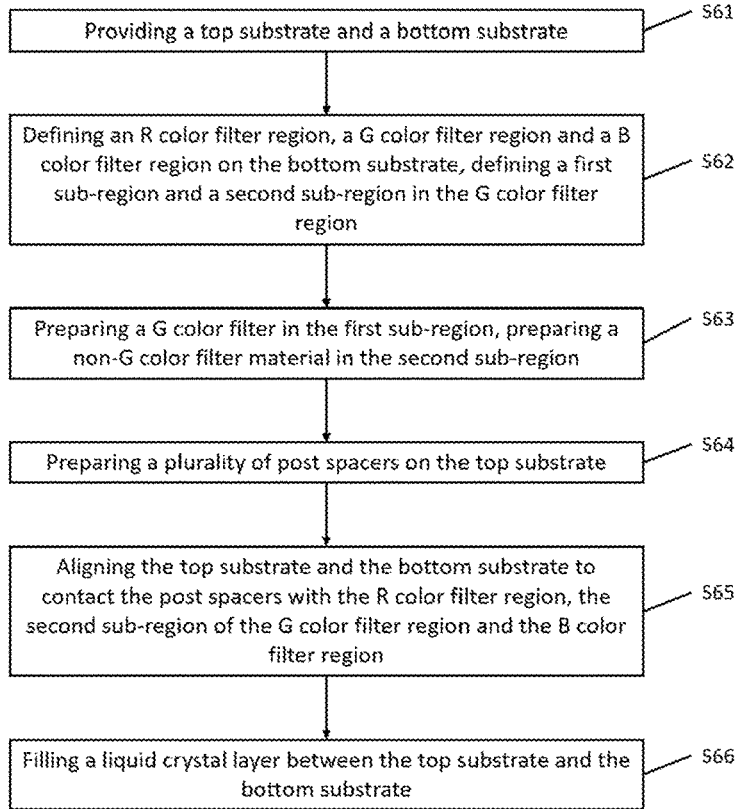 Providing a top substrate and a bottom substrate
S61
Defining an R color filter region, a G color filter region and a B
color filter region on the bottom substrate, defining a first
sub-region and a second sub-region in the G color filter
region
S62
Preparing a G color filter in the first sub-region, preparing a
non-G color filter material in the second sub-region
S63
Preparing a plurality of post spacers on the top substrate
S64
Aligning the top substrate and the bottom substrate to
contact the post spacers with the R color filter region, the
second sub-region of the G color filter region and the B color
filter region
S65
Filling a liquid crystal layer between the top substrate and the
bottom substrate
S66